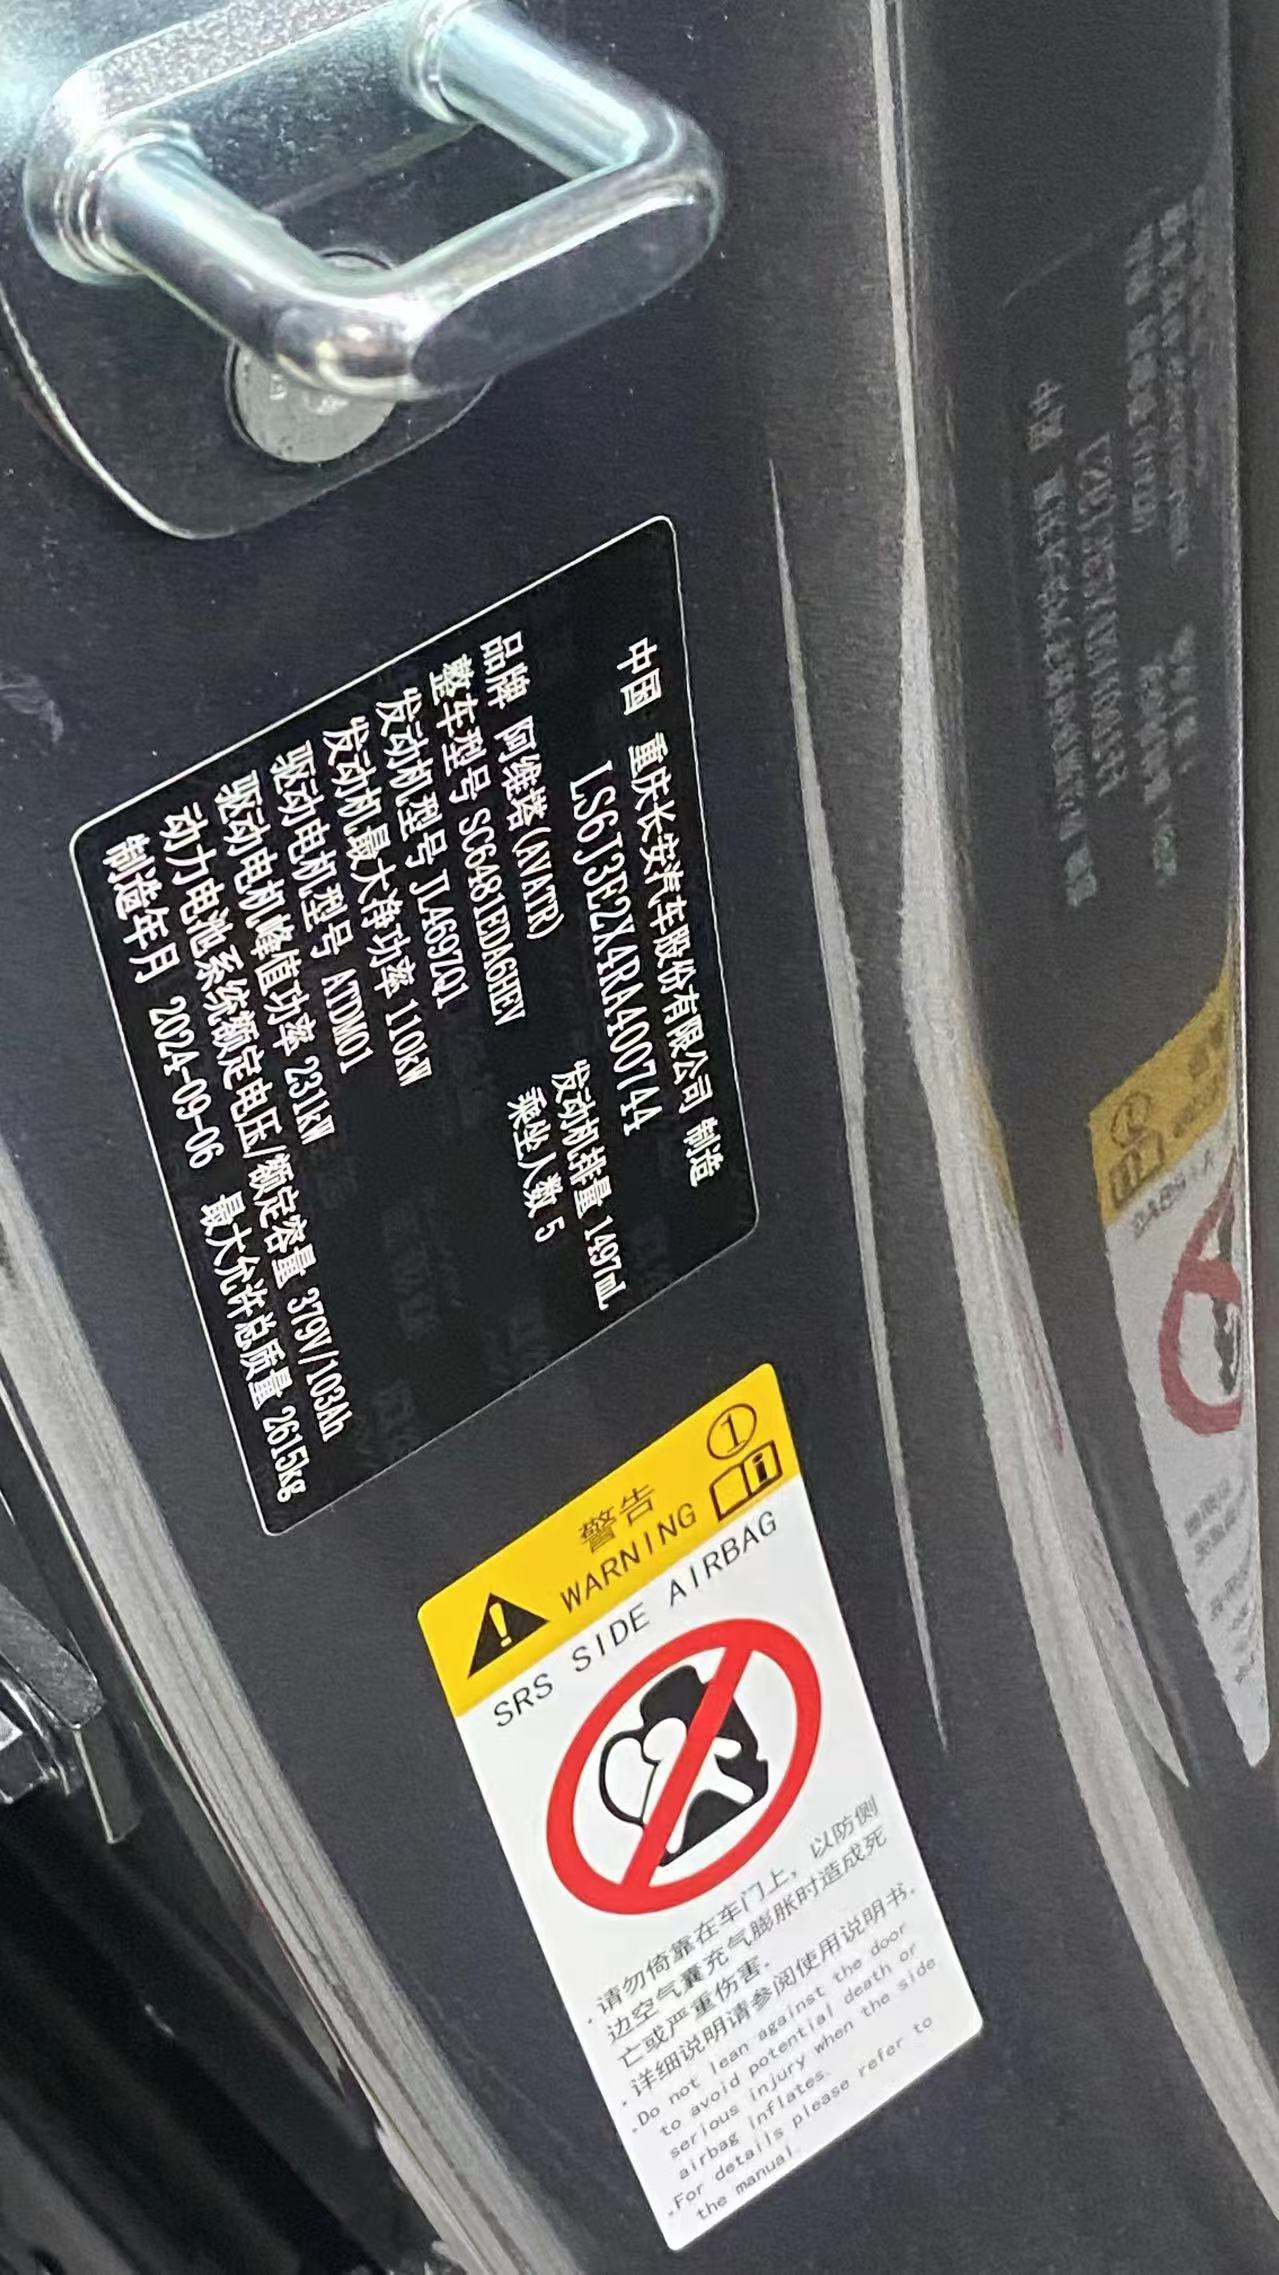 中国 重庆长安汽车股份有限公司 制造
LS6J3E2X4RA400744
品牌 阿维塔(AVATR) 发动机排量 1497mL
整车型号 SC6481EDA6HEV 乘坐人数 5
发动机型号 JL469ZQ1
发动机最大净功率 110kW
驱动电机型号 ATDM01
驱动电机峰值功率 231kW
动力电池系统额定电压/额定容量 379V/103Ah
制造年月 2024-09-06 最大允许总质量 2615kg
①
警告
WARNING
SRS SIDE AIRBAG
·请勿倚靠在车门上，以防侧
边空气囊充气膨胀时造成死
亡或严重伤害.
·详细说明请参阅使用说明书.
.Do not lean against the door
to avoid potential death or
serious injury when the side
airbag inflates.
.For details please refer to
the manual.